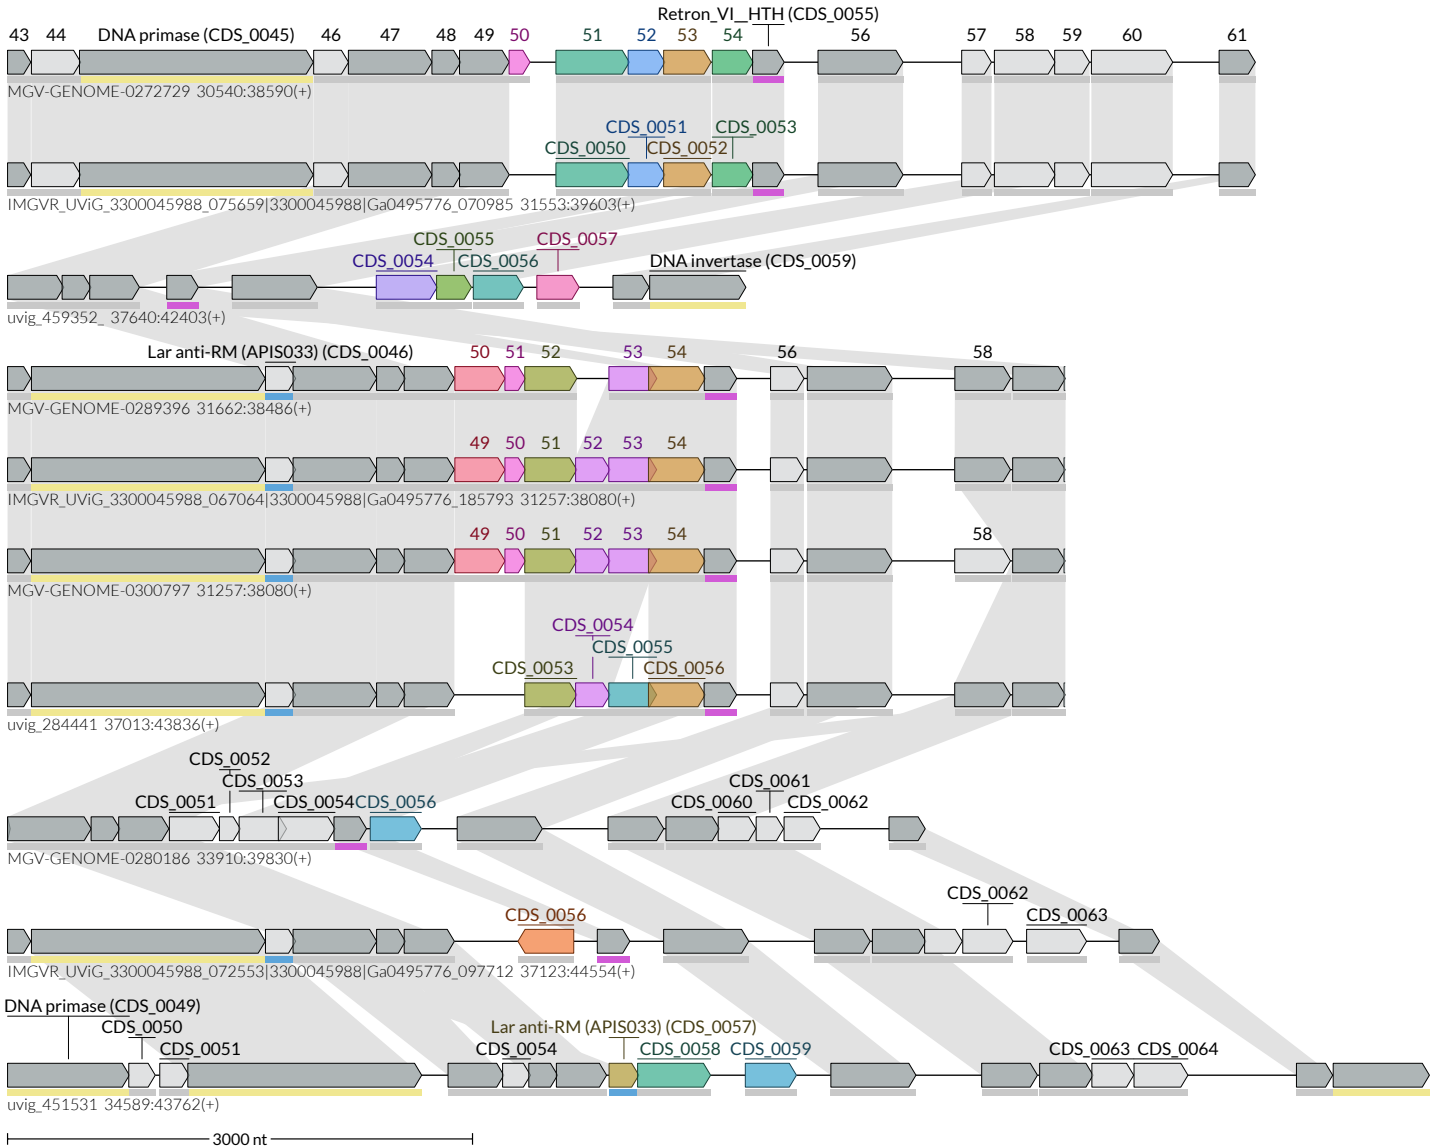 Retron_VI__HTH (CDS_0055)
43 44 DNA primase (CDS_0045) 46 47 48 49 50 51 52 53 54 56 57 58 59 60 61
MGV-GENOME-0272729 30540:38590(+)
CDS_0051 CDS_0053
CDS_0050 CDS_0052
IMGVR_UViG_3300045988_075659|3300045988|Ga0495776_070985 31553:39603(+)
CDS_0055 CDS_0057
CDS_0054 CDS_0056 DNA invertase (CDS_0059)
uvig_459352_ 37640:42403(+)
Lar anti-RM (APIS033) (CDS_0046) 50 51 52 53 54 56 58
MGV-GENOME-0289396 31662:38486(+)
49 50 51 52 53 54
IMGVR_UViG_3300045988_067064|3300045988|Ga0495776_185793 31257:38080(+)
49 50 51 52 53 54 58
MGV-GENOME-0300797 31257:38080(+)
CDS_0054
CDS_0055
CDS_0053 CDS_0056
uvig_284441 37013:43836(+)
CDS_0052
CDS_0053 CDS_0061
CDS_0051 CDS_0054 CDS_0056 CDS_0060 CDS_0062
MGV-GENOME-0280186 33910:39830(+)
CDS_0062
CDS_0056 CDS_0063
IMGVR_UViG_3300045988_072553|3300045988|Ga0495776_097712 37123:44554(+)
DNA primase (CDS_0049)
CDS_0050 Lar anti-RM (APIS033) (CDS_0057)
CDS_0051 CDS_0054 CDS_0058 CDS_0059 CDS_0063 CDS_0064
uvig_451531 34589:43762(+)
3000 nt